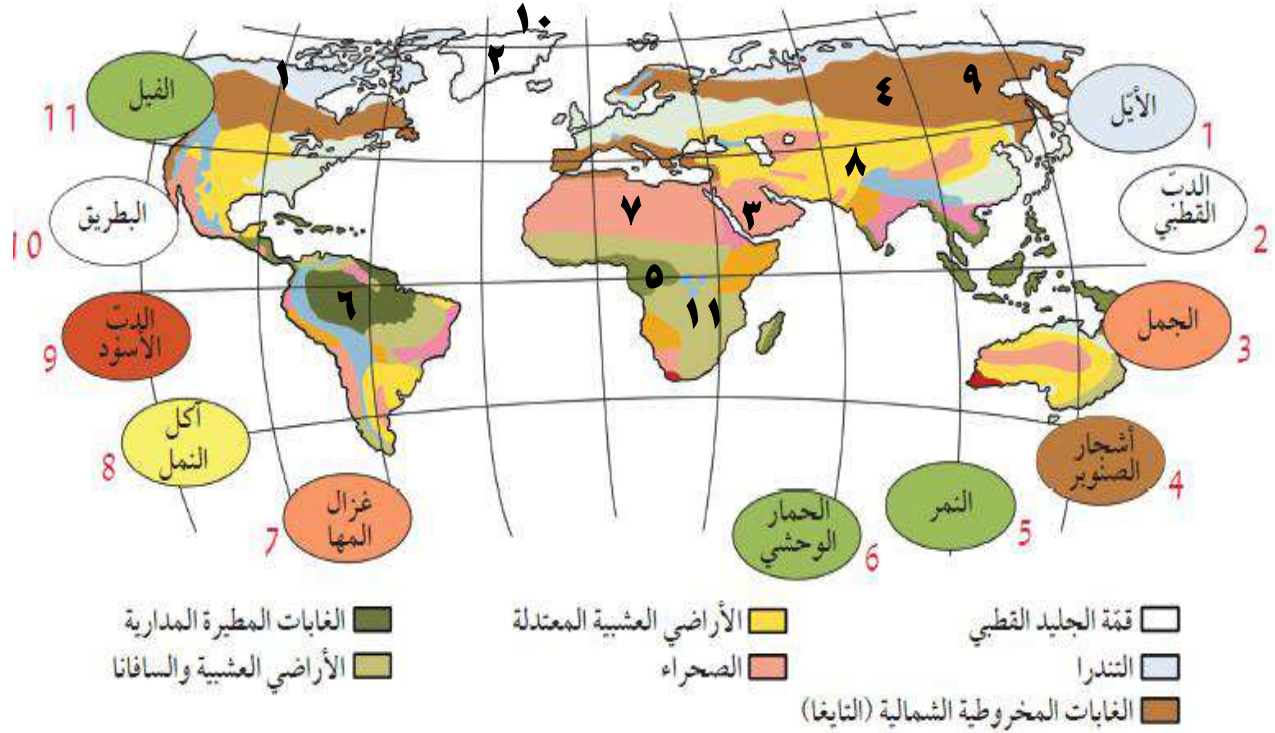 ١٠
٢
١
٤
٩
٨
٧
٣
٥
٦
١١
الأيّل
1
الدبّ
القطبي
2
الجمل
3
أشجار
الصنوبر
4
النمر
5
الحمار
الوحشي
6
غزال
المها
7
آكل
النمل
8
الدبّ
الأسود
9
البطريق
10
الفيل
11
قمّة الجليد القطبي
التندرا
الغابات المخروطية الشمالية (التايغا)
الأراضي العشبية المعتدلة
الصحراء
الغابات المطيرة المدارية
الأراضي العشبية والسافانا